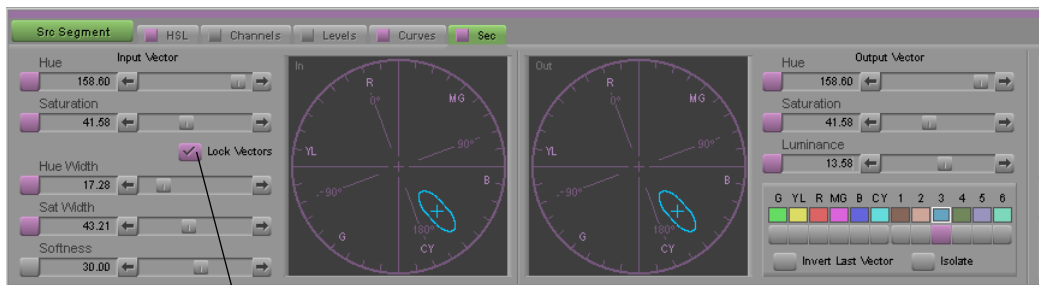 Src Segment HSL Channels Levels Curves Sec
Hue Input Vector
158.60
Saturation
41.58
Lock Vectors
Hue Width
17.28
Sat Width
43.21
Softness
30.00
In
R
MG
0°
YL
90°
B
-90°
G
180°
CY
Out
R
MG
0°
YL
90°
B
-90°
G
180°
CY
Hue Output Vector
158.60
Saturation
41.58
Luminance
13.58
G YL R MG B CY 1 2 3 4 5 6
Invert Last Vector Isolate